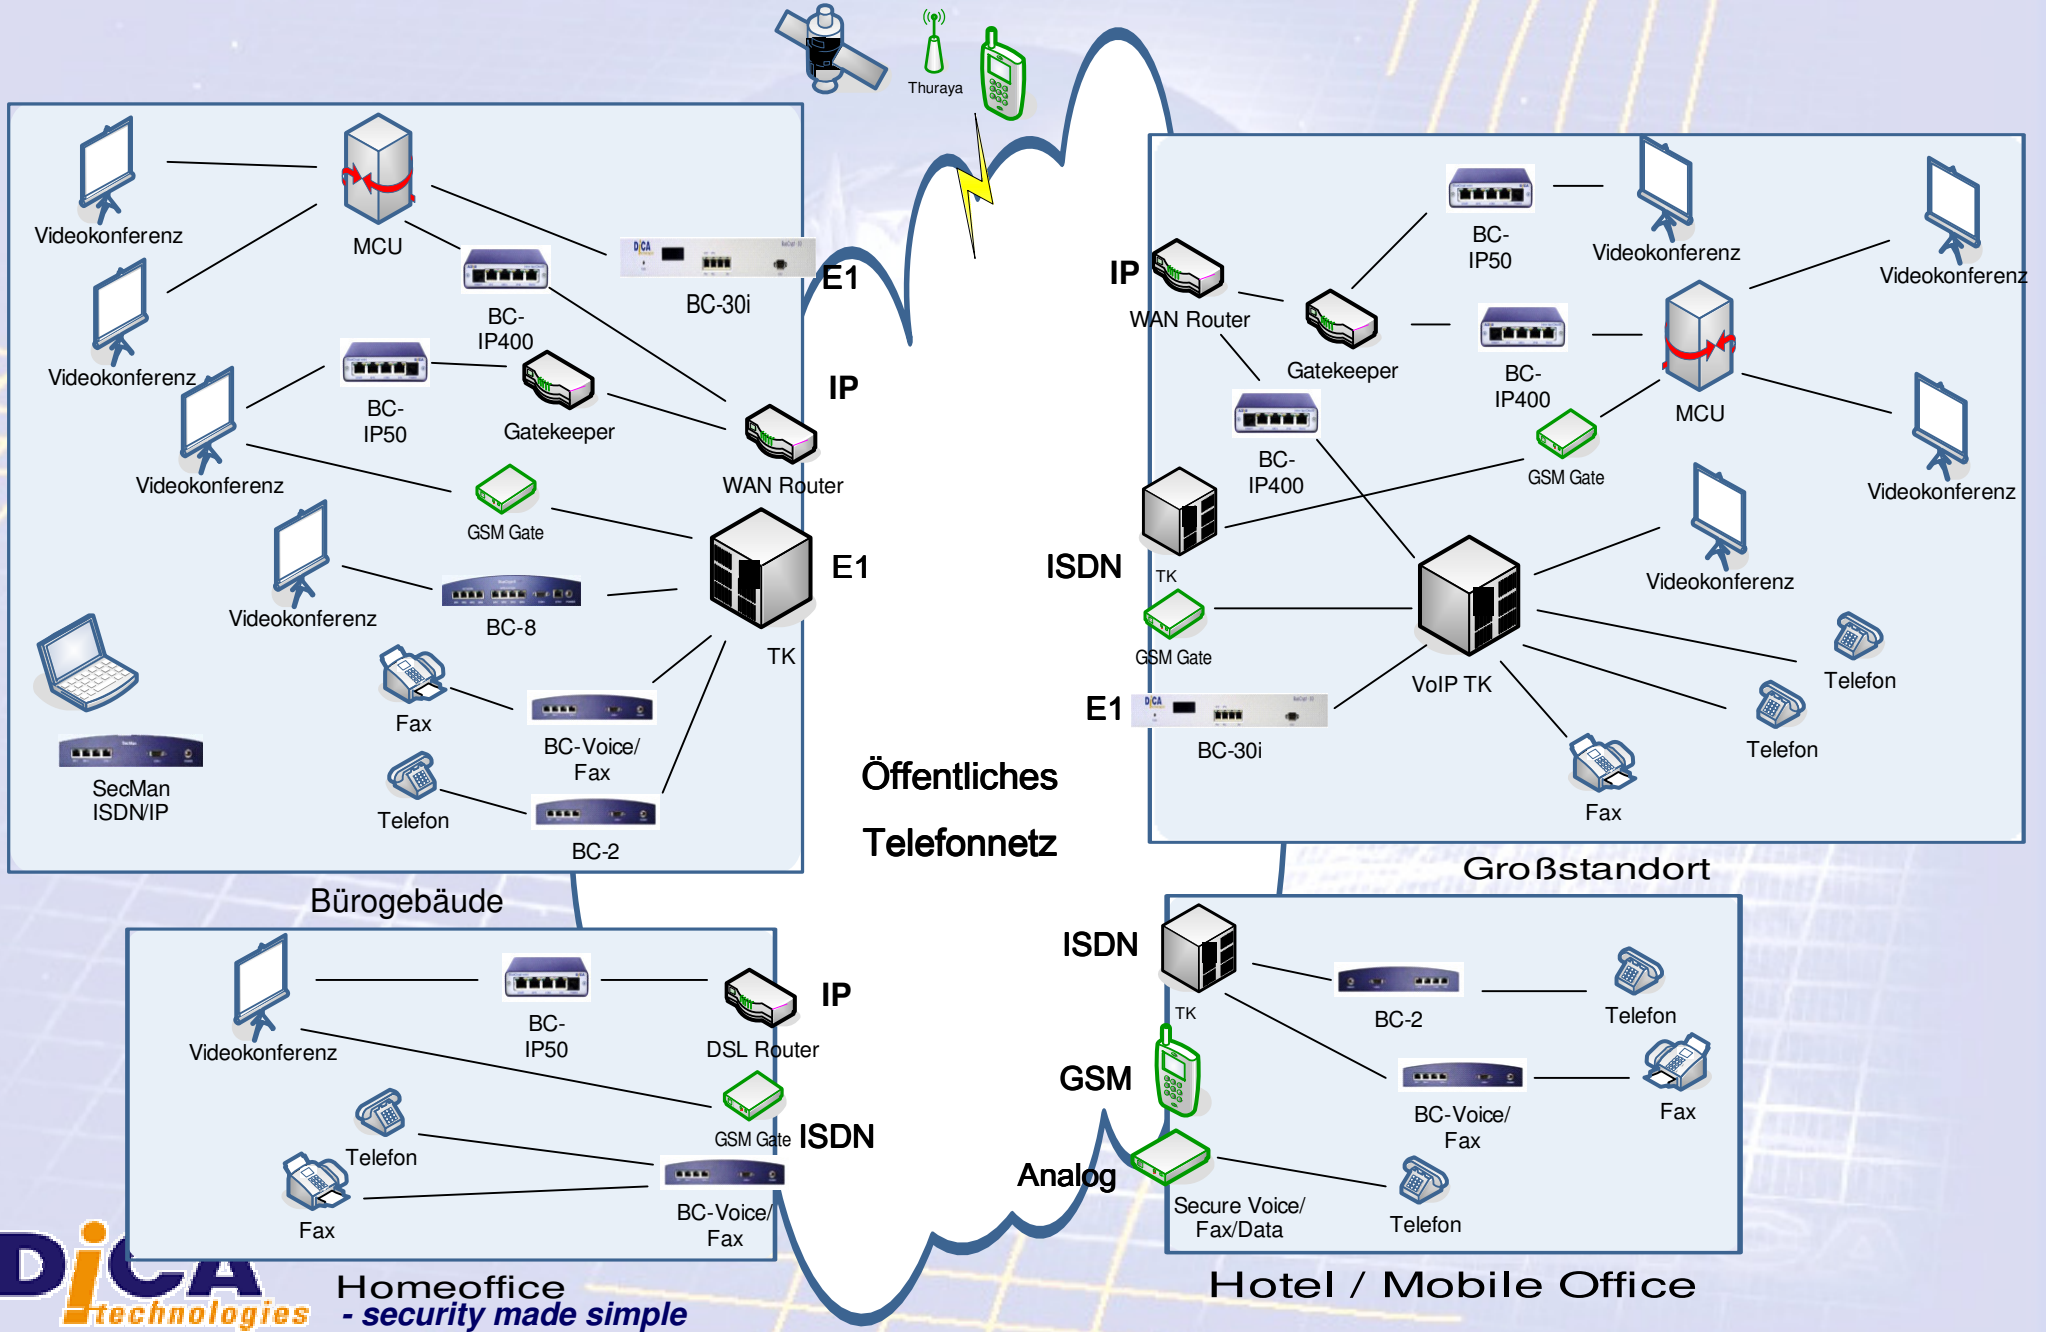 Thuraya
Videokonferenz
MCU
BC-30i
E1
BC-
IP400
Videokonferenz
BC-
IP50
Gatekeeper
IP
WAN Router
Videokonferenz
GSM Gate
E1
Videokonferenz
BC-8
TK
Fax
BC-Voice/
Fax
SecMan
ISDN/IP
Telefon
BC-2
Bürogebäude
Öffentliches
Telefonnetz
IP
WAN Router
BC-
IP50
Videokonferenz
Videokonferenz
Gatekeeper
BC-
IP400
MCU
BC-
IP400
GSM Gate
Videokonferenz
ISDN
TK
Videokonferenz
GSM Gate
VoIP TK
Telefon
E1
DICA
BC-30i
Telefon
Fax
Großstandort
Videokonferenz
BC-
IP50
DSL Router
IP
GSM Gate
ISDN
Telefon
Fax
BC-Voice/
Fax
Homeoffice
ISDN
TK
BC-2
Telefon
GSM
BC-Voice/
Fax
Fax
Analog
Secure Voice/
Fax/Data
Telefon
Hotel / Mobile Office
DiCA
technologies
- security made simple